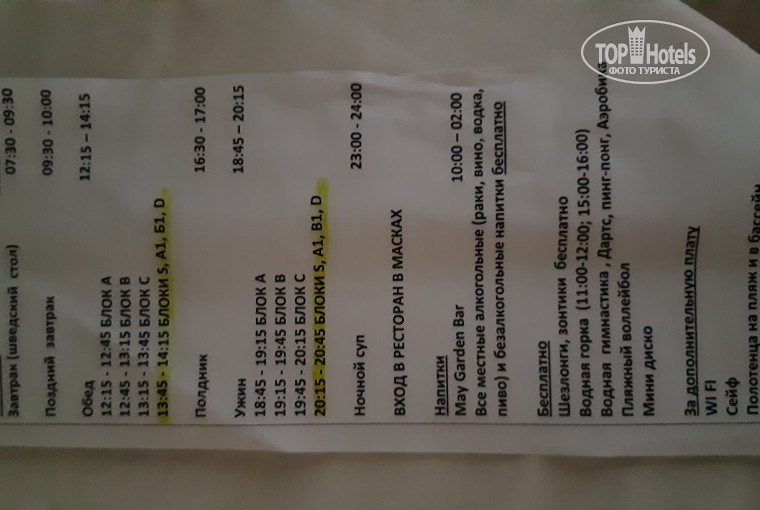 TOP Hotels
ФОТО ТУРИСТА
Завтрак (шведский стол) 07:30 - 09:30
Поздний завтрак 09:30 - 10:00
Обед 12:15 – 14:15
12:15 - 12:45 БЛОК A
12:45 - 13:15 БЛОК B
13:15 - 13:45 БЛОК C
13:45 - 14:15 БЛОКИ S, A1, Б1, D
Полдник 16:30 - 17:00
Ужин 18:45 – 20:15
18:45 - 19:15 БЛОК A
19:15 - 19:45 БЛОК B
19:45 - 20:15 БЛОК C
20:15 - 20:45 БЛОКИ S, A1, B1, D
Ночной суп 23:00 - 24:00
ВХОД В РЕСТОРАН В МАСКАХ
Напитки
May Garden Bar 10:00 – 02:00
Все местные алкогольные (раки, вино, водка,
пиво) и безалкогольные напитки бесплатно
Бесплатно
Шезлонги, зонтики бесплатно
Водная горка (11:00-12:00; 15:00-16:00)
Водная гимнастика , Дартс, пинг-понг, Аэробика
Пляжный воллейбол
Мини диско
За дополнительную плату
WI FI
Сейф
Полотенца на пляж и в бассейн